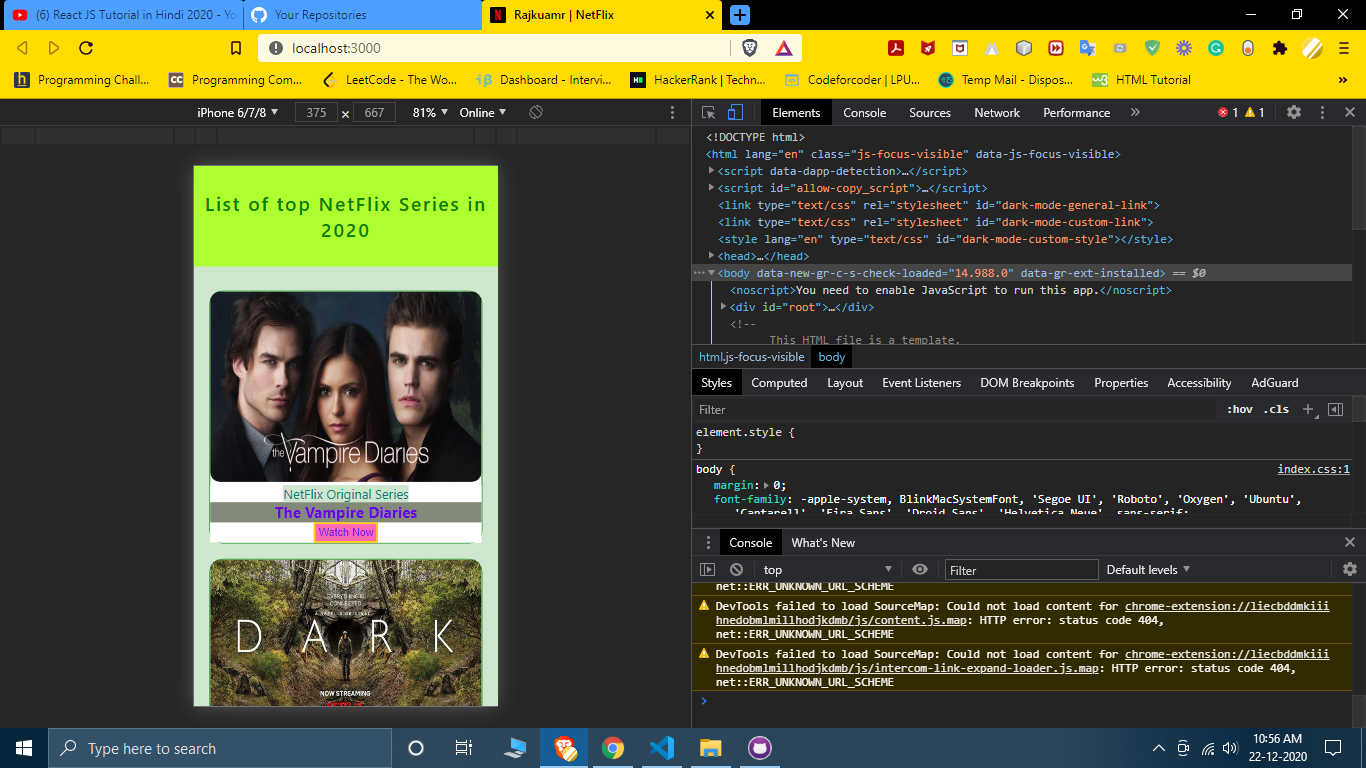 (6) React JS Tutorial in Hindi 2020 - Yo
Your Repositories
Rajkuamr | NetFlix
localhost:3000
Programming Chall...
Programming Com...
LeetCode - The Wo...
Dashboard - Intervi...
HackerRank | Techn...
Codeforcoder | LPU...
Temp Mail - Dispos...
HTML Tutorial
iPhone 6/7/8
375 × 667
81%
Online
Elements
Console
Sources
Network
Performance
1
1
<!DOCTYPE html>
<html lang="en" class="js-focus-visible" data-js-focus-visible>
<script data-dapp-detection>…</script>
<script id="allow-copy_script">…</script>
<link type="text/css" rel="stylesheet" id="dark-mode-general-link">
<link type="text/css" rel="stylesheet" id="dark-mode-custom-link">
<style lang="en" type="text/css" id="dark-mode-custom-style"></style>
<head>…</head>
<body data-new-gr-c-s-check-loaded="14.988.0" data-gr-ext-installed> == $0
<noscript>You need to enable JavaScript to run this app.</noscript>
<div id="root">…</div>
<!--
This HTML file is a template.
html.js-focus-visible
body
Styles
Computed
Layout
Event Listeners
DOM Breakpoints
Properties
Accessibility
AdGuard
Filter
:hov
.cls
element.style {
}
body {
index.css:1
margin: 0;
font-family: -apple-system, BlinkMacSystemFont, 'Segoe UI', 'Roboto', 'Oxygen', 'Ubuntu',
'Cantarell', 'Fira Sans', 'Droid Sans', 'Helvetica Neue', sans-serif;
Console
What's New
top
Filter
Default levels
net::ERR_UNKNOWN_URL_SCHEME
DevTools failed to load SourceMap: Could not load content for chrome-extension://liecbddmkiii
hnedobmlmillhodjkdmb/js/content.js.map: HTTP error: status code 404,
net::ERR_UNKNOWN_URL_SCHEME
DevTools failed to load SourceMap: Could not load content for chrome-extension://liecbddmkiii
hnedobmlmillhodjkdmb/js/intercom-link-expand-loader.js.map: HTTP error: status code 404,
net::ERR_UNKNOWN_URL_SCHEME
List of top NetFlix Series in
2020
the Vampire Diaries
NetFlix Original Series
The Vampire Diaries
Watch Now
EVERYTHING IS
CONNECTED
DARK
NOW STREAMING
Type here to search
10:56 AM
22-12-2020